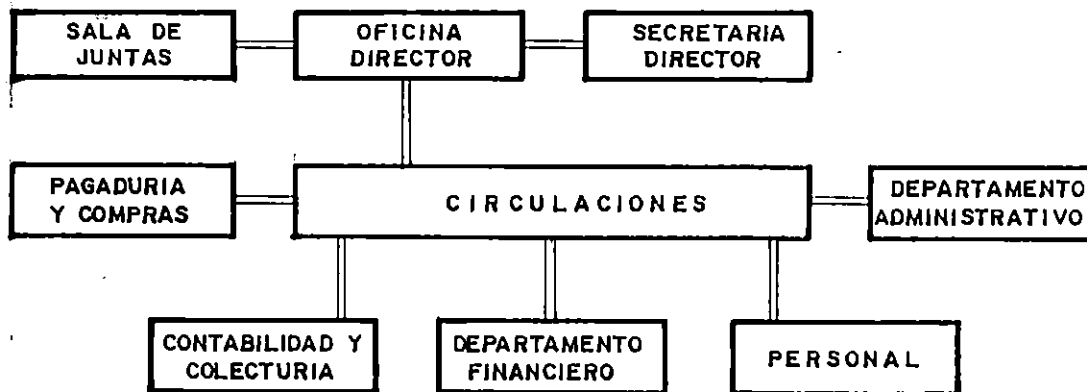 SALA DE
JUNTAS
OFICINA
DIRECTOR
SECRETARIA
DIRECTOR
PAGADURIA
Y COMPRAS
CIRCULACIONES
DEPARTAMENTO
ADMINISTRATIVO
CONTABILIDAD Y
COLECTURIA
DEPARTAMENTO
FINANCIERO
PERSONAL